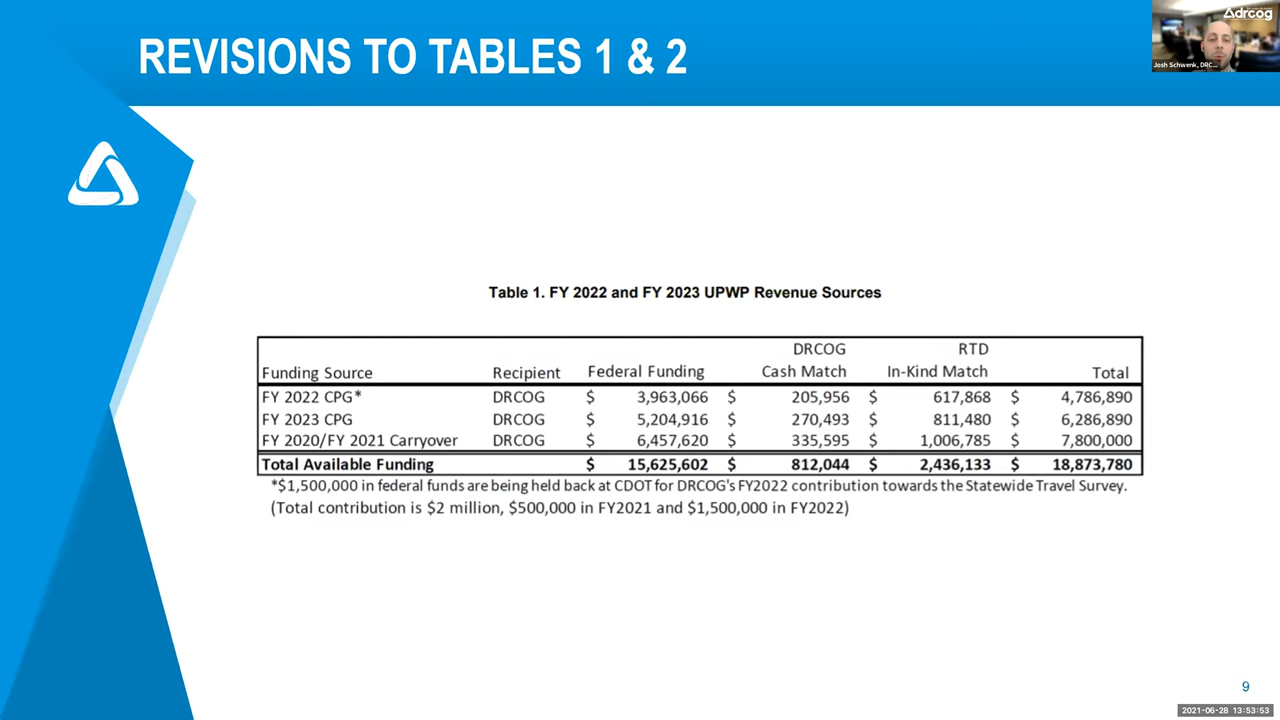 REVISIONS TO TABLES 1 & 2
drcog
Josh Schwenk, DRC...
Table 1. FY 2022 and FY 2023 UPWP Revenue Sources
DRCOG RTD
Funding Source Recipient Federal Funding Cash Match In-Kind Match Total
FY 2022 CPG* DRCOG $ 3,963,066 $ 205,956 $ 617,868 $ 4,786,890
FY 2023 CPG DRCOG $ 5,204,916 $ 270,493 $ 811,480 $ 6,286,890
FY 2020/FY 2021 Carryover DRCOG $ 6,457,620 $ 335,595 $ 1,006,785 $ 7,800,000
Total Available Funding $ 15,625,602 $ 812,044 $ 2,436,133 $ 18,873,780
*$1,500,000 in federal funds are being held back at CDOT for DRCOG's FY2022 contribution towards the Statewide Travel Survey.
(Total contribution is $2 million, $500,000 in FY2021 and $1,500,000 in FY2022)
9
2021-06-28 13:53:53